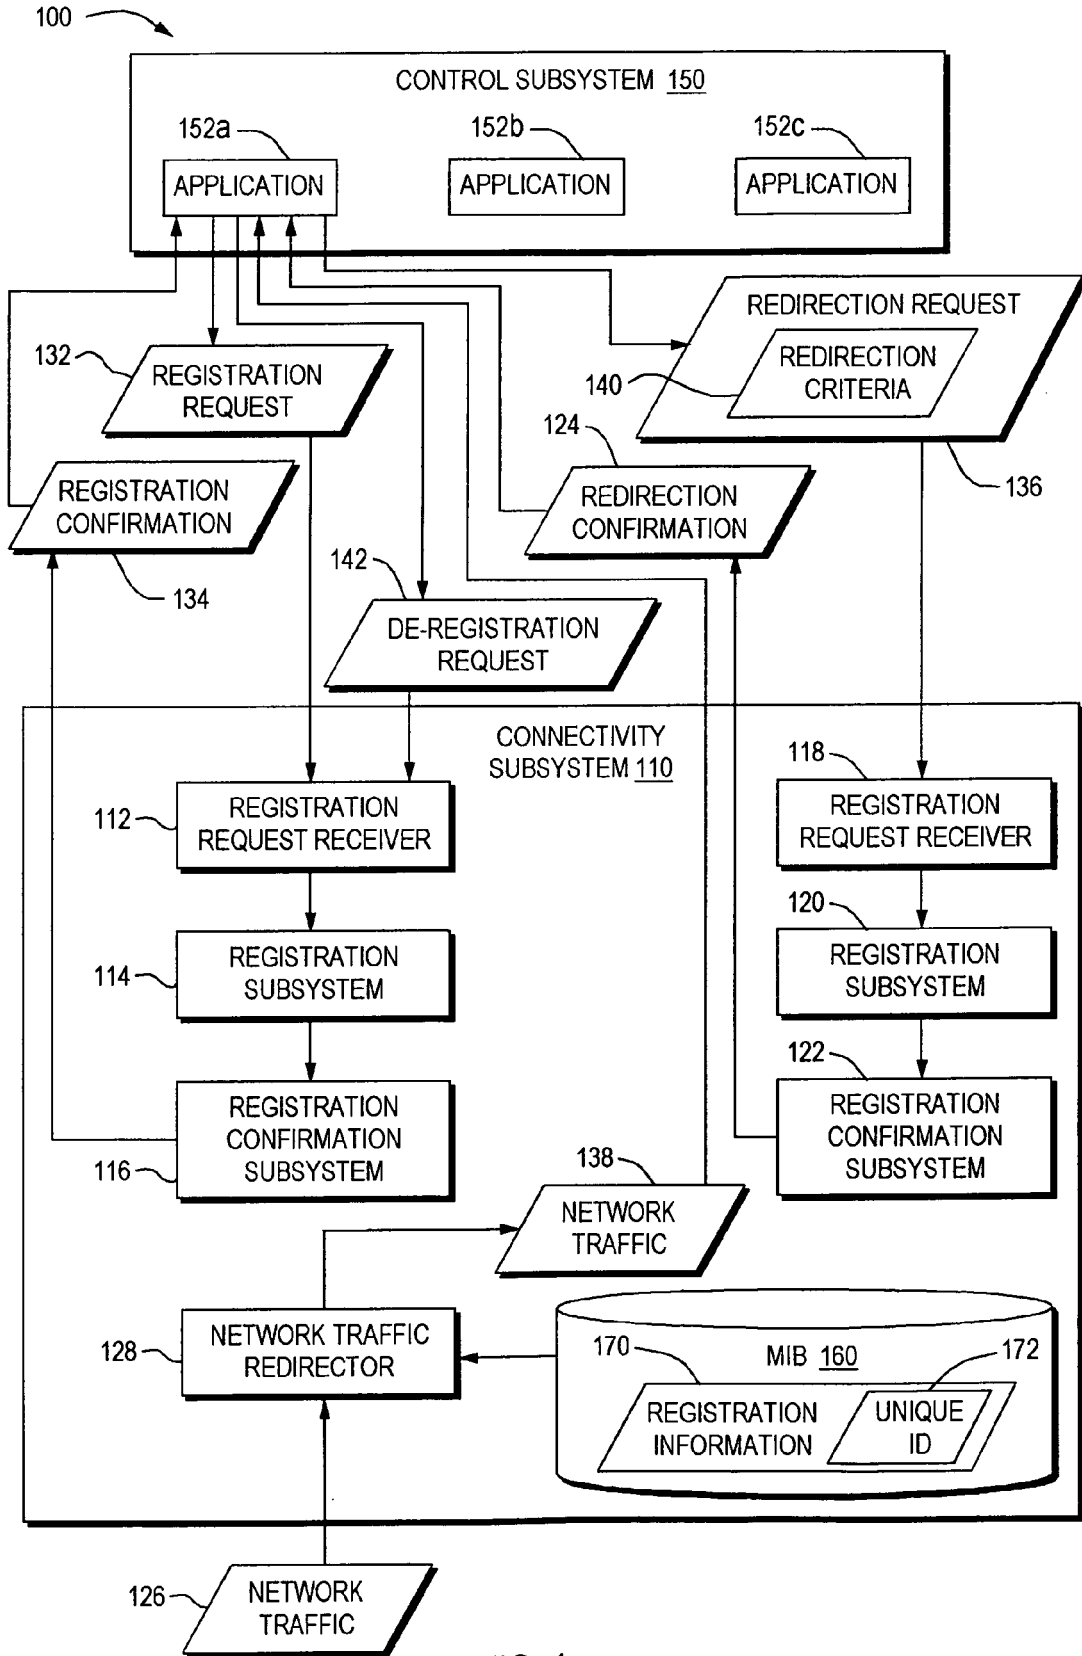 100
CONTROL SUBSYSTEM 150
152a
152b
152c
APPLICATION
APPLICATION
APPLICATION
REDIRECTION REQUEST
132
REGISTRATION
REQUEST
140
REDIRECTION
CRITERIA
124
136
REGISTRATION
CONFIRMATION
REDIRECTION
CONFIRMATION
134
142
DE-REGISTRATION
REQUEST
CONNECTIVITY
SUBSYSTEM 110
112
REGISTRATION
REQUEST RECEIVER
118
REGISTRATION
REQUEST RECEIVER
114
REGISTRATION
SUBSYSTEM
120
REGISTRATION
SUBSYSTEM
116
REGISTRATION
CONFIRMATION
SUBSYSTEM
122
REGISTRATION
CONFIRMATION
SUBSYSTEM
138
NETWORK
TRAFFIC
128
NETWORK TRAFFIC
REDIRECTOR
170
MIB 160
172
REGISTRATION
INFORMATION
UNIQUE
ID
126
NETWORK
TRAFFIC